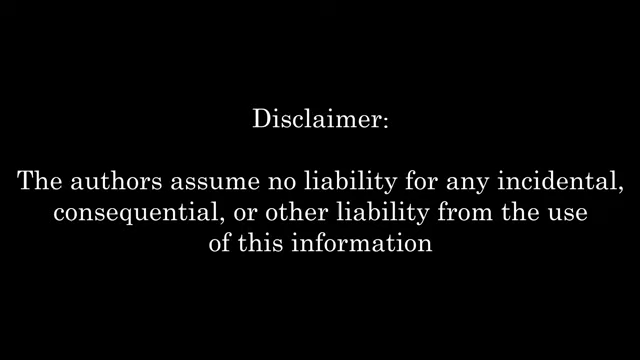 Disclaimer:
The authors assume no liability for any incidental,
consequential, or other liability from the use
of this information